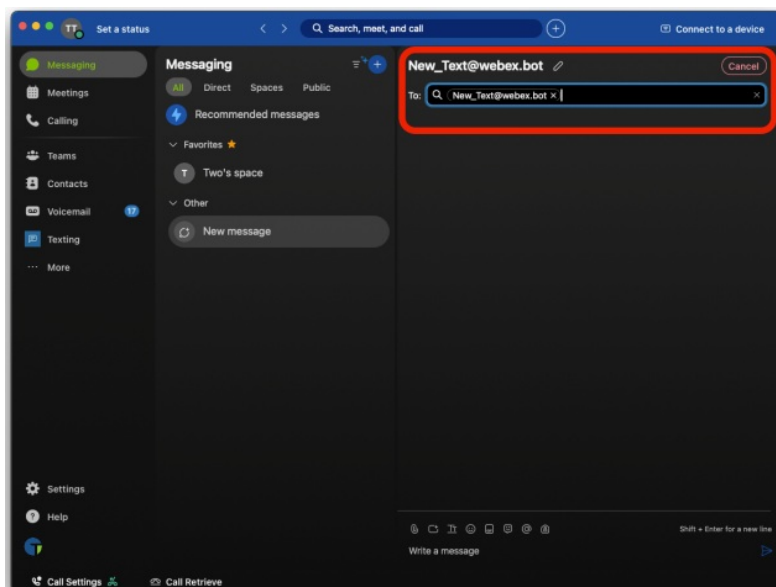 TT Set a status
Search, meet, and call
Connect to a device
Messaging
Meetings
Calling
Teams
Contacts
Voicemail 17
Texting
More
Settings
Help
Call Settings
Call Retrieve
Messaging
All Direct Spaces Public
Recommended messages
Favorites
T Two's space
Other
New message
New_Text@webex.bot
Cancel
To: New_Text@webex.bot
Shift + Enter for a new line
Write a message